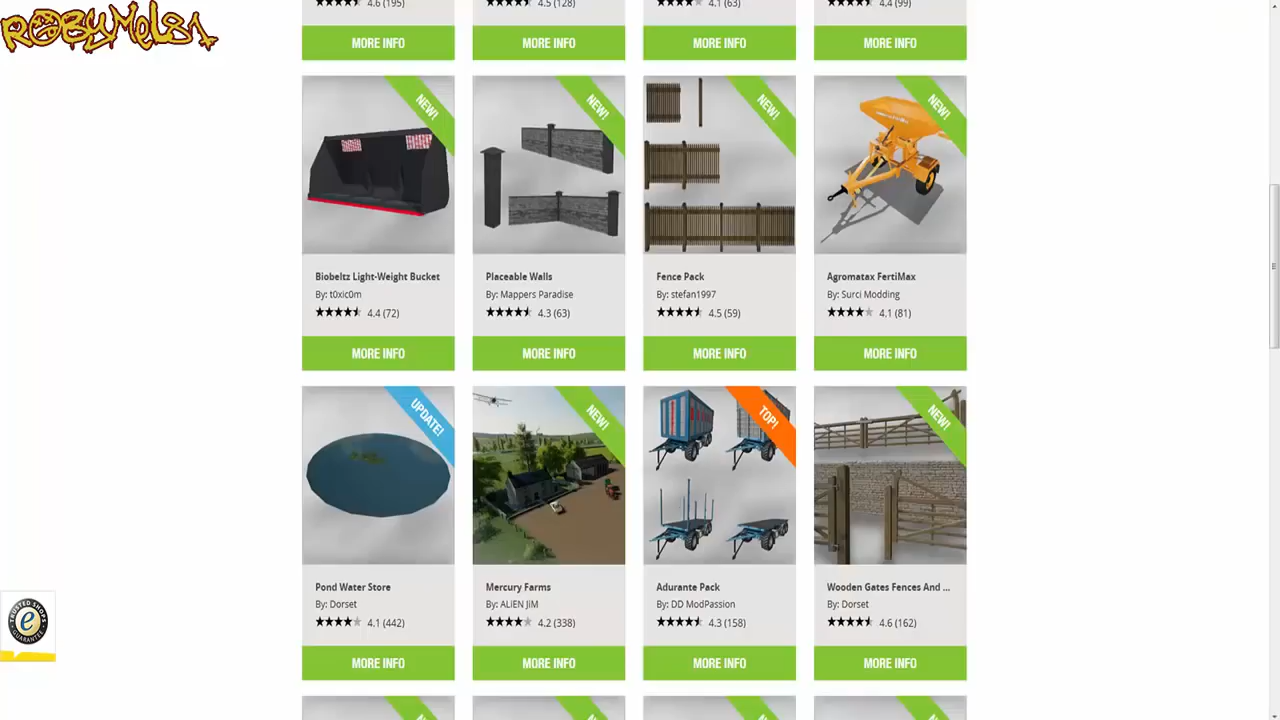 RobyMel81
4.6 (195)
4.5 (128)
4.1 (63)
4.4 (99)
MORE INFO
MORE INFO
MORE INFO
MORE INFO
NEW!
NEW!
NEW!
NEW!
Biobeltz Light-Weight Bucket
By: t0xic0m
4.4 (72)
Placeable Walls
By: Mappers Paradise
4.3 (63)
Fence Pack
By: stefan1997
4.5 (59)
Agromatax FertiMax
By: Surci Modding
4.1 (81)
MORE INFO
MORE INFO
MORE INFO
MORE INFO
UPDATE!
NEW!
TOP!
NEW!
Pond Water Store
By: Dorset
4.1 (442)
Mercury Farms
By: ALiEN JiM
4.2 (338)
Adurante Pack
By: DD ModPassion
4.3 (158)
Wooden Gates Fences And ...
By: Dorset
4.6 (162)
MORE INFO
MORE INFO
MORE INFO
MORE INFO
TRUSTED SHOPS
GUARANTEE